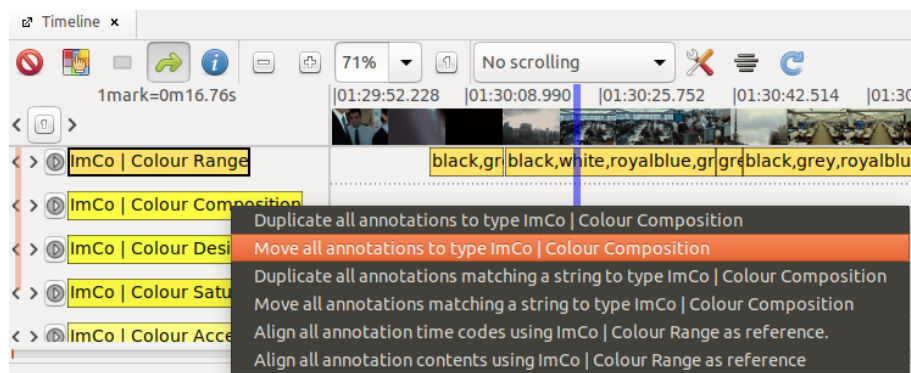 Timeline ×
71% No scrolling
1mark=0m16.76s |01:29:52.228 |01:30:08.990 |01:30:25.752 |01:30:42.514 |01:30
ImCo | Colour Range black,gr black,white,royalblue,gr gre black,grey,royalblu
ImCo | Colour Composition
ImCo | Colour Desi
ImCo | Colour Satu
ImCo | Colour Acce
Duplicate all annotations to type ImCo | Colour Composition
Move all annotations to type ImCo | Colour Composition
Duplicate all annotations matching a string to type ImCo | Colour Composition
Move all annotations matching a string to type ImCo | Colour Composition
Align all annotation time codes using ImCo | Colour Range as reference.
Align all annotation contents using ImCo | Colour Range as reference